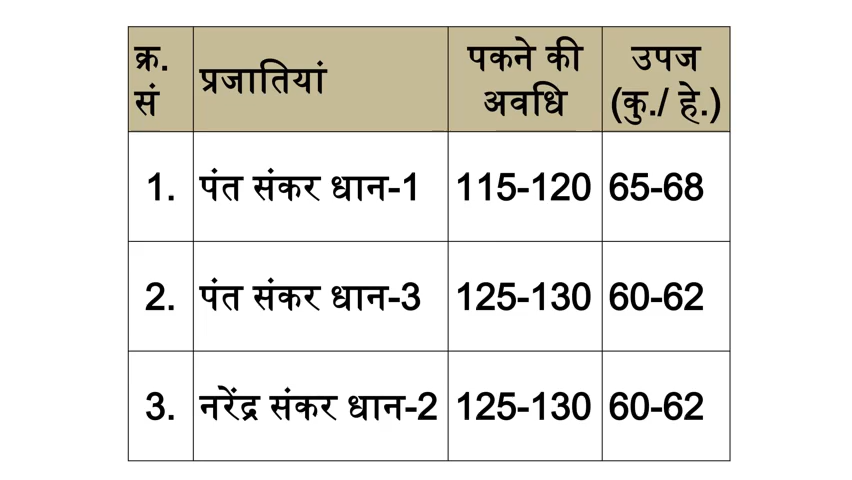 क्र. सं प्रजातियां पकने की अवधि उपज (कु./ हे.)
1. पंत संकर धान-1 115-120 65-68
2. पंत संकर धान-3 125-130 60-62
3. नरेंद्र संकर धान-2 125-130 60-62